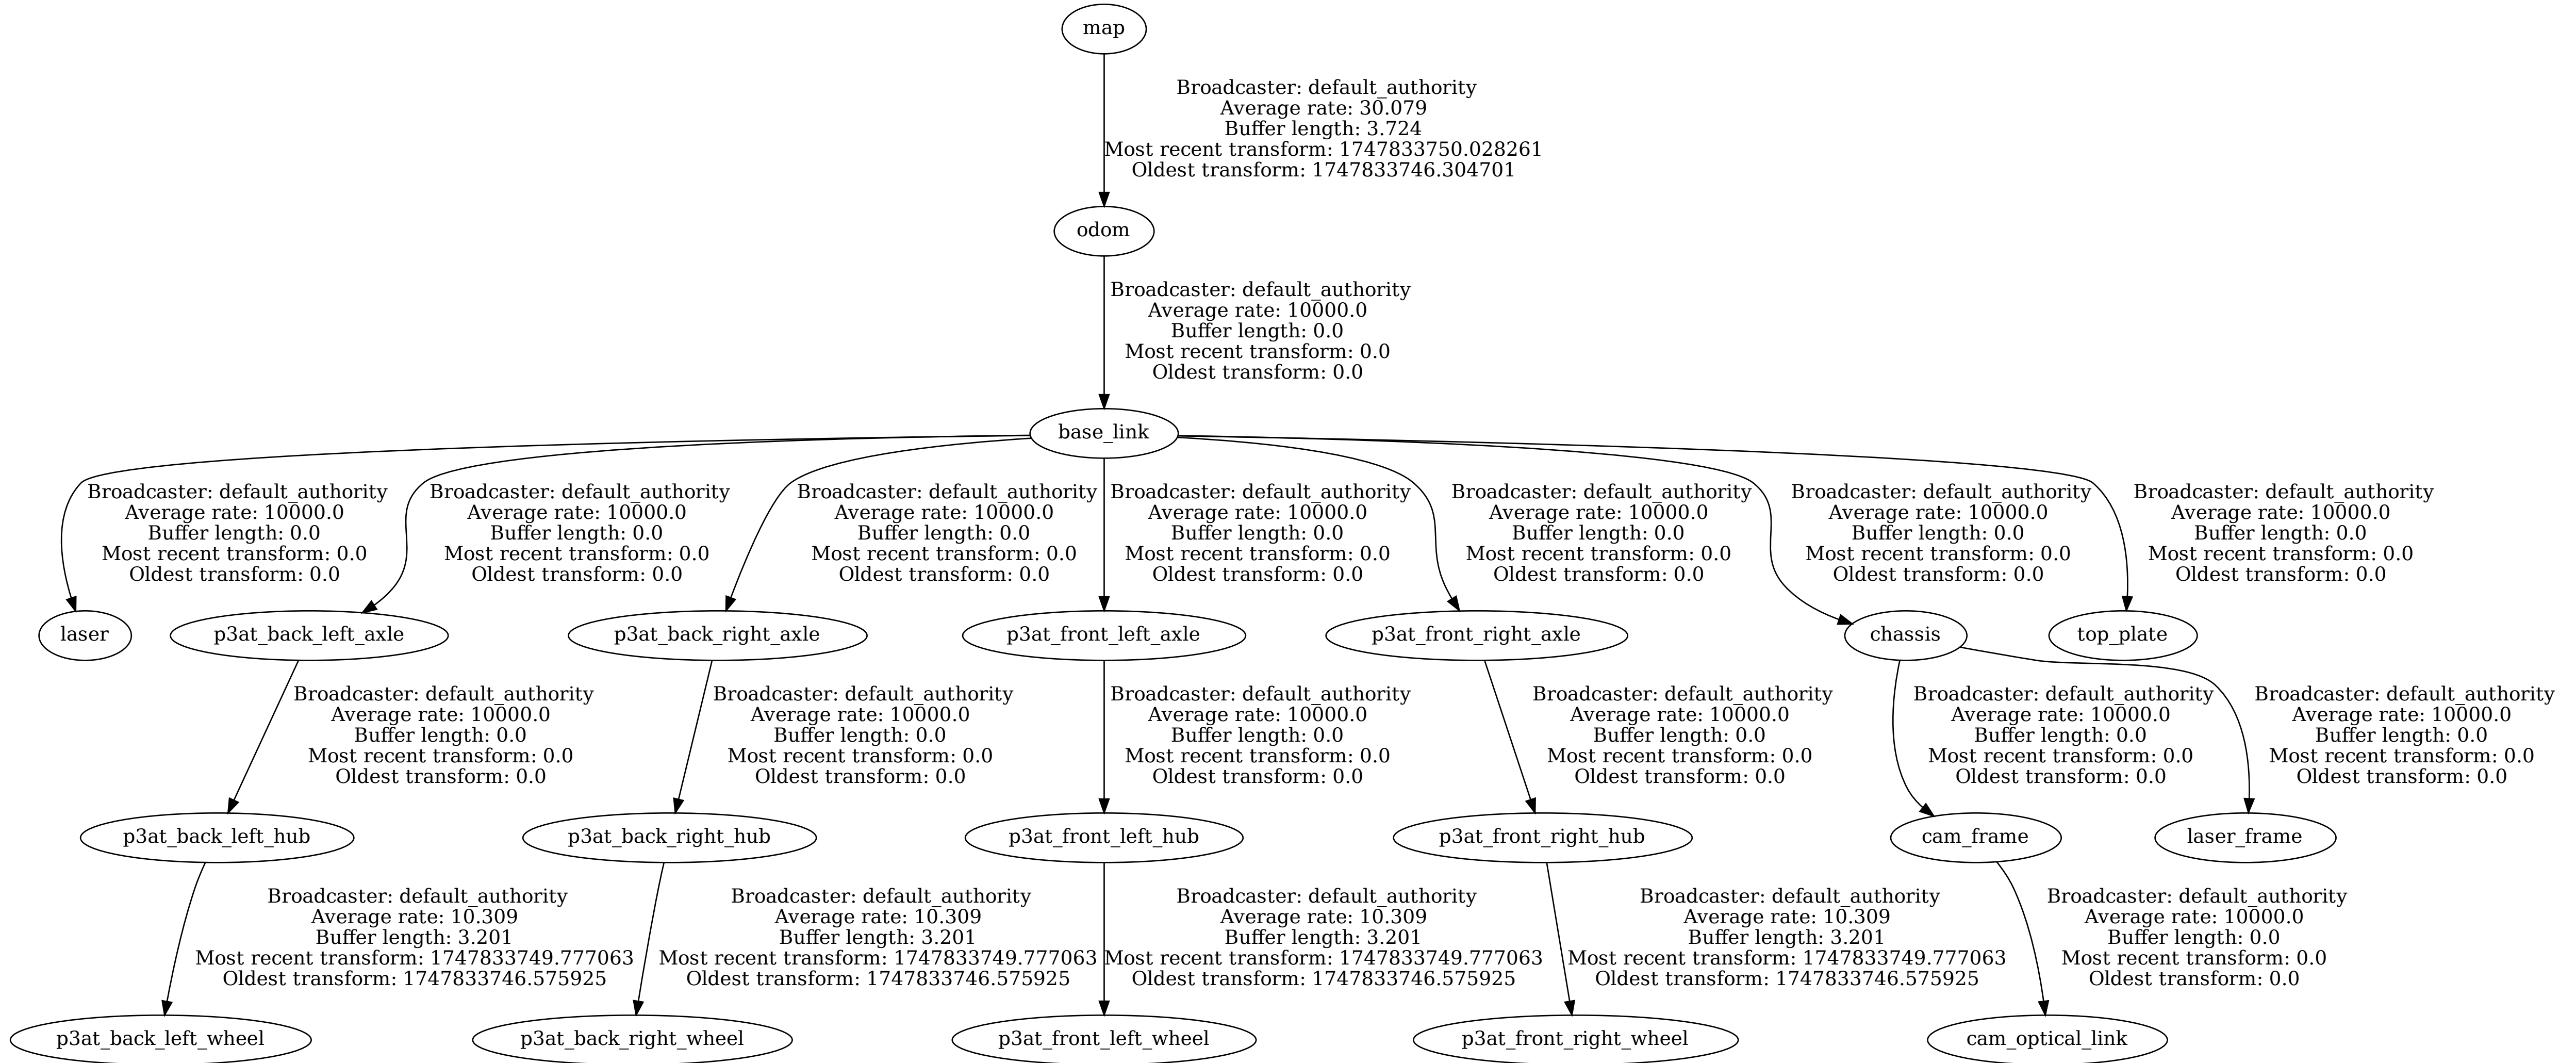 map
Broadcaster: default_authority
Average rate: 30.079
Buffer length: 3.724
Most recent transform: 1747833750.028261
Oldest transform: 1747833746.304701
odom
Broadcaster: default_authority
Average rate: 10000.0
Buffer length: 0.0
Most recent transform: 0.0
Oldest transform: 0.0
base_link
Broadcaster: default_authority
Average rate: 10000.0
Buffer length: 0.0
Most recent transform: 0.0
Oldest transform: 0.0
Broadcaster: default_authority
Average rate: 10000.0
Buffer length: 0.0
Most recent transform: 0.0
Oldest transform: 0.0
Broadcaster: default_authority
Average rate: 10000.0
Buffer length: 0.0
Most recent transform: 0.0
Oldest transform: 0.0
Broadcaster: default_authority
Average rate: 10000.0
Buffer length: 0.0
Most recent transform: 0.0
Oldest transform: 0.0
Broadcaster: default_authority
Average rate: 10000.0
Buffer length: 0.0
Most recent transform: 0.0
Oldest transform: 0.0
Broadcaster: default_authority
Average rate: 10000.0
Buffer length: 0.0
Most recent transform: 0.0
Oldest transform: 0.0
Broadcaster: default_authority
Average rate: 10000.0
Buffer length: 0.0
Most recent transform: 0.0
Oldest transform: 0.0
laser
p3at_back_left_axle
p3at_back_right_axle
p3at_front_left_axle
p3at_front_right_axle
chassis
top_plate
Broadcaster: default_authority
Average rate: 10000.0
Buffer length: 0.0
Most recent transform: 0.0
Oldest transform: 0.0
Broadcaster: default_authority
Average rate: 10000.0
Buffer length: 0.0
Most recent transform: 0.0
Oldest transform: 0.0
Broadcaster: default_authority
Average rate: 10000.0
Buffer length: 0.0
Most recent transform: 0.0
Oldest transform: 0.0
Broadcaster: default_authority
Average rate: 10000.0
Buffer length: 0.0
Most recent transform: 0.0
Oldest transform: 0.0
Broadcaster: default_authority
Average rate: 10000.0
Buffer length: 0.0
Most recent transform: 0.0
Oldest transform: 0.0
Broadcaster: default_authority
Average rate: 10000.0
Buffer length: 0.0
Most recent transform: 0.0
Oldest transform: 0.0
p3at_back_left_hub
p3at_back_right_hub
p3at_front_left_hub
p3at_front_right_hub
cam_frame
laser_frame
Broadcaster: default_authority
Average rate: 10.309
Buffer length: 3.201
Most recent transform: 1747833749.777063
Oldest transform: 1747833746.575925
Broadcaster: default_authority
Average rate: 10.309
Buffer length: 3.201
Most recent transform: 1747833749.777063
Oldest transform: 1747833746.575925
Broadcaster: default_authority
Average rate: 10.309
Buffer length: 3.201
Most recent transform: 1747833749.777063
Oldest transform: 1747833746.575925
Broadcaster: default_authority
Average rate: 10.309
Buffer length: 3.201
Most recent transform: 1747833749.777063
Oldest transform: 1747833746.575925
Broadcaster: default_authority
Average rate: 10000.0
Buffer length: 0.0
Most recent transform: 0.0
Oldest transform: 0.0
p3at_back_left_wheel
p3at_back_right_wheel
p3at_front_left_wheel
p3at_front_right_wheel
cam_optical_link